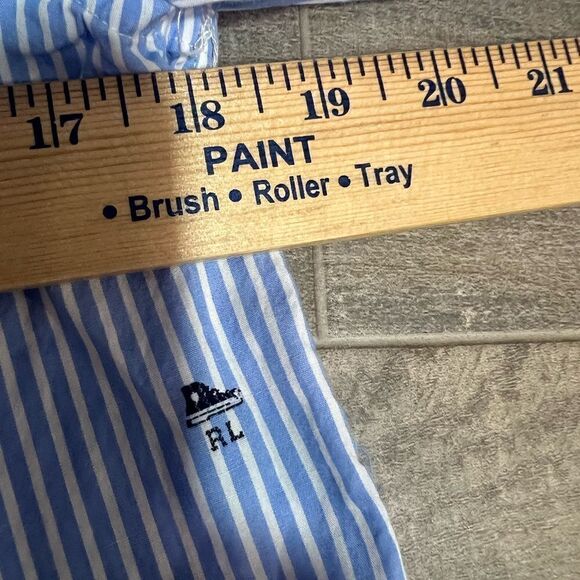 17 18 19 20 21
PAINT
• Brush • Roller • Tray
RL